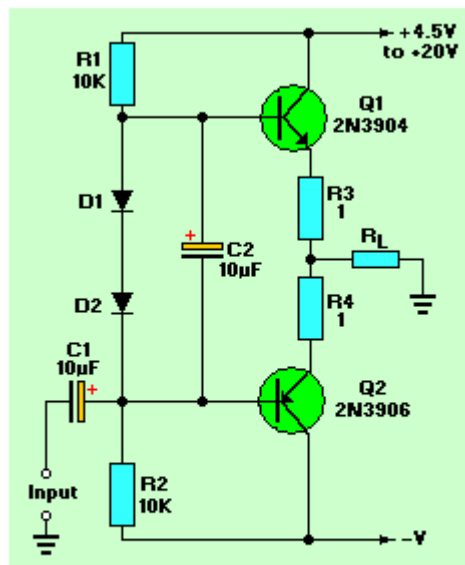 +4.5V
to +20V
R1
10K
Q1
2N3904
D1
R3
1
+
C2
10µF
RL
D2
R4
1
C1
10µF
+
Q2
2N3906
R2
10K
Input
-V